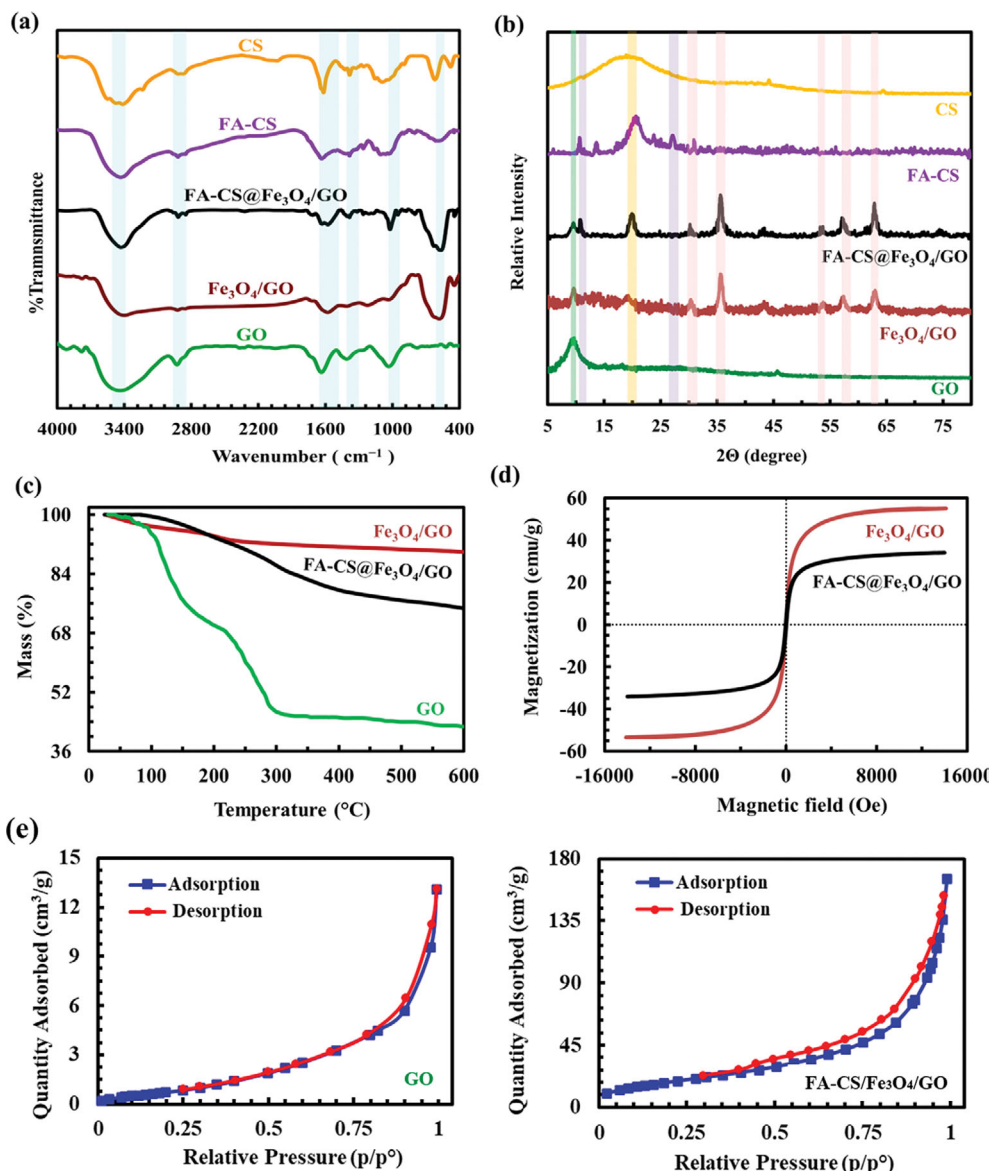 (a)
CS
FA-CS
FA-CS@Fe₃O₄/GO
Fe₃O₄/GO
GO
%Trannsmittance
4000 3400 2800 2200 1600 1000 400
Wavenumber ( cm⁻¹ )
(b)
CS
FA-CS
FA-CS@Fe₃O₄/GO
Fe₃O₄/GO
GO
Relative Intensity
5 15 25 35 45 55 65 75
2Θ (degree)
(c)
100
84
68
52
36
Mass (%)
Fe₃O₄/GO
FA-CS@Fe₃O₄/GO
GO
0 100 200 300 400 500 600
Temperature (°C)
(d)
60
40
20
0
-20
-40
-60
Magnetization (emu/g)
Fe₃O₄/GO
FA-CS@Fe₃O₄/GO
-16000 -8000 0 8000 16000
Magnetic field (Oe)
(e)
15
12
9
6
3
0
Quantity Adsorbed (cm³/g)
Adsorption
Desorption
GO
0 0.25 0.5 0.75 1
Relative Pressure (p/p°)
180
135
90
45
0
Quantity Adsorbed (cm³/g)
Adsorption
Desorption
FA-CS/Fe₃O₄/GO
0 0.25 0.5 0.75 1
Relative Pressure (p/p°)